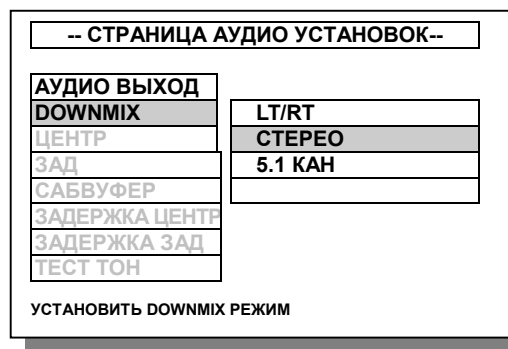 -- СТРАНИЦА АУДИО УСТАНОВОК--
АУДИО ВЫХОД
DOWNMIX
LT/RT
ЦЕНТР
СТЕРЕО
ЗАД
5.1 КАН
САБВУФЕР
ЗАДЕРЖКА ЦЕНТР
ЗАДЕРЖКА ЗАД
ТЕСТ ТОН
УСТАНОВИТЬ DOWNMIX РЕЖИМ